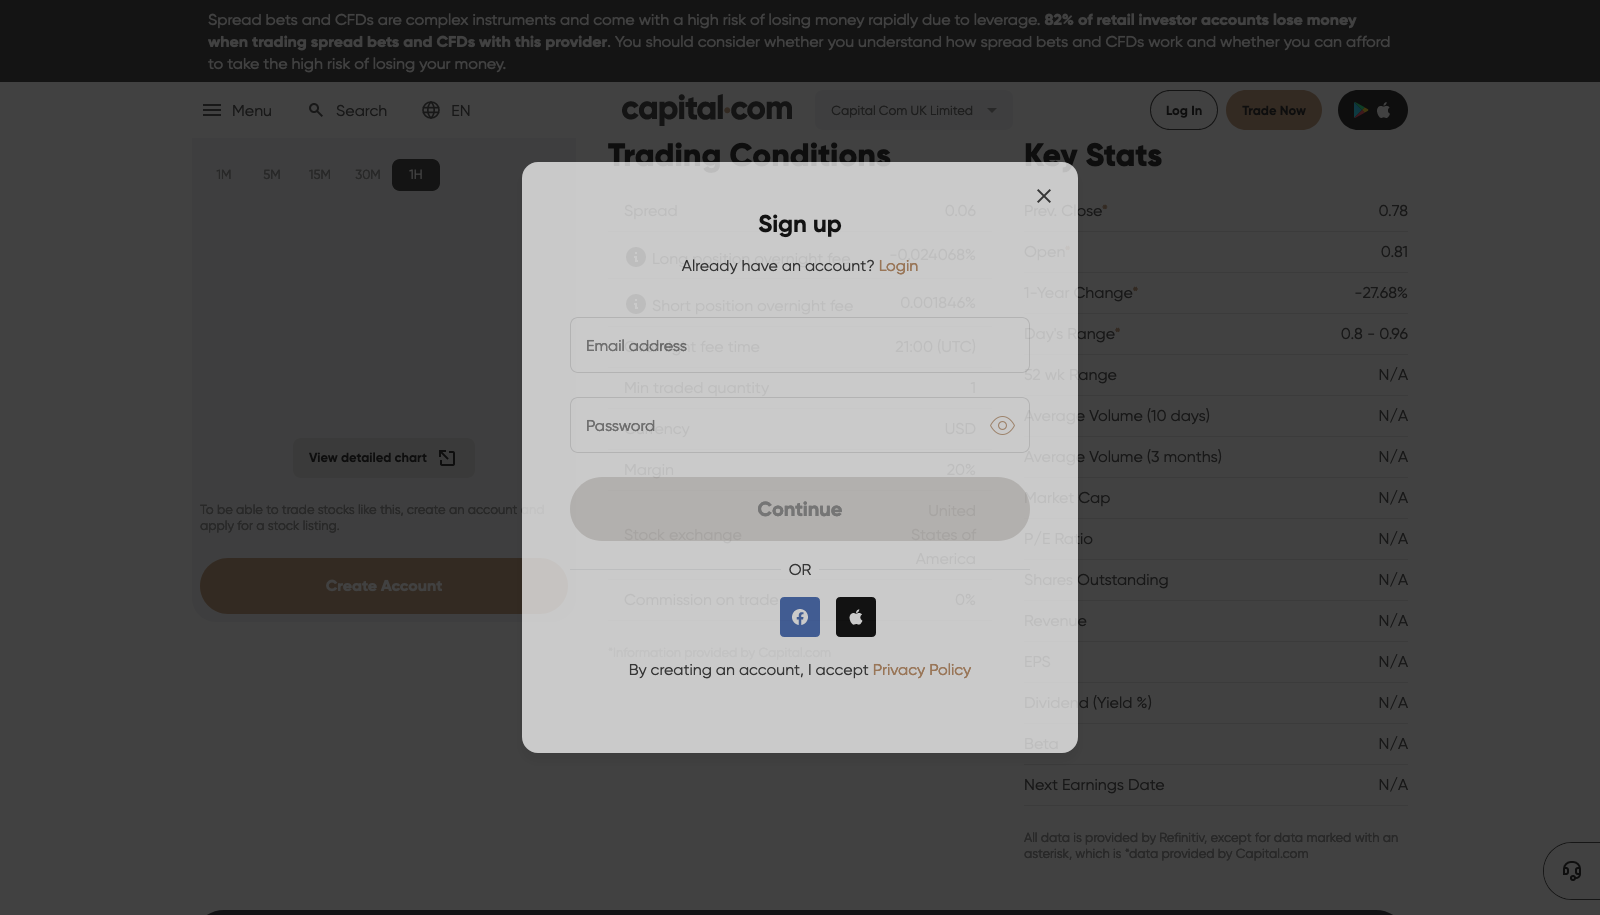 Spread bets and CFDs are complex instruments and come with a high risk of losing money rapidly due to leverage. 82% of retail investor accounts lose money
when trading spread bets and CFDs with this provider. You should consider whether you understand how spread bets and CFDs work and whether you can afford
to take the high risk of losing your money.
Menu
Search
EN
capital.com
Capital Com UK Limited
Log In
Trade Now
1M
5M
15M
30M
1H
View detailed chart
To be able to trade stocks like this, create an account and
apply for a stock listing.
Create Account
Trading Conditions
Spread 0.06
Long position overnight fee -0.024068%
Short position overnight fee 0.001846%
Overnight fee time 21:00 (UTC)
Min traded quantity 1
Currency USD
Margin 20%
Stock exchange United
States of
America
Commission on trade 0%
*Information provided by Capital.com
Sign up
Already have an account? Login
Email address
Password
Continue
OR
By creating an account, I accept Privacy Policy
Key Stats
Prev. Close* 0.78
Open* 0.81
1-Year Change* -27.68%
Day's Range* 0.8 - 0.96
52 wk Range N/A
Average Volume (10 days) N/A
Average Volume (3 months) N/A
Market Cap N/A
P/E Ratio N/A
Shares Outstanding N/A
Revenue N/A
EPS N/A
Dividend (Yield %) N/A
Beta N/A
Next Earnings Date N/A
All data is provided by Refinitiv, except for data marked with an
asterisk, which is *data provided by Capital.com